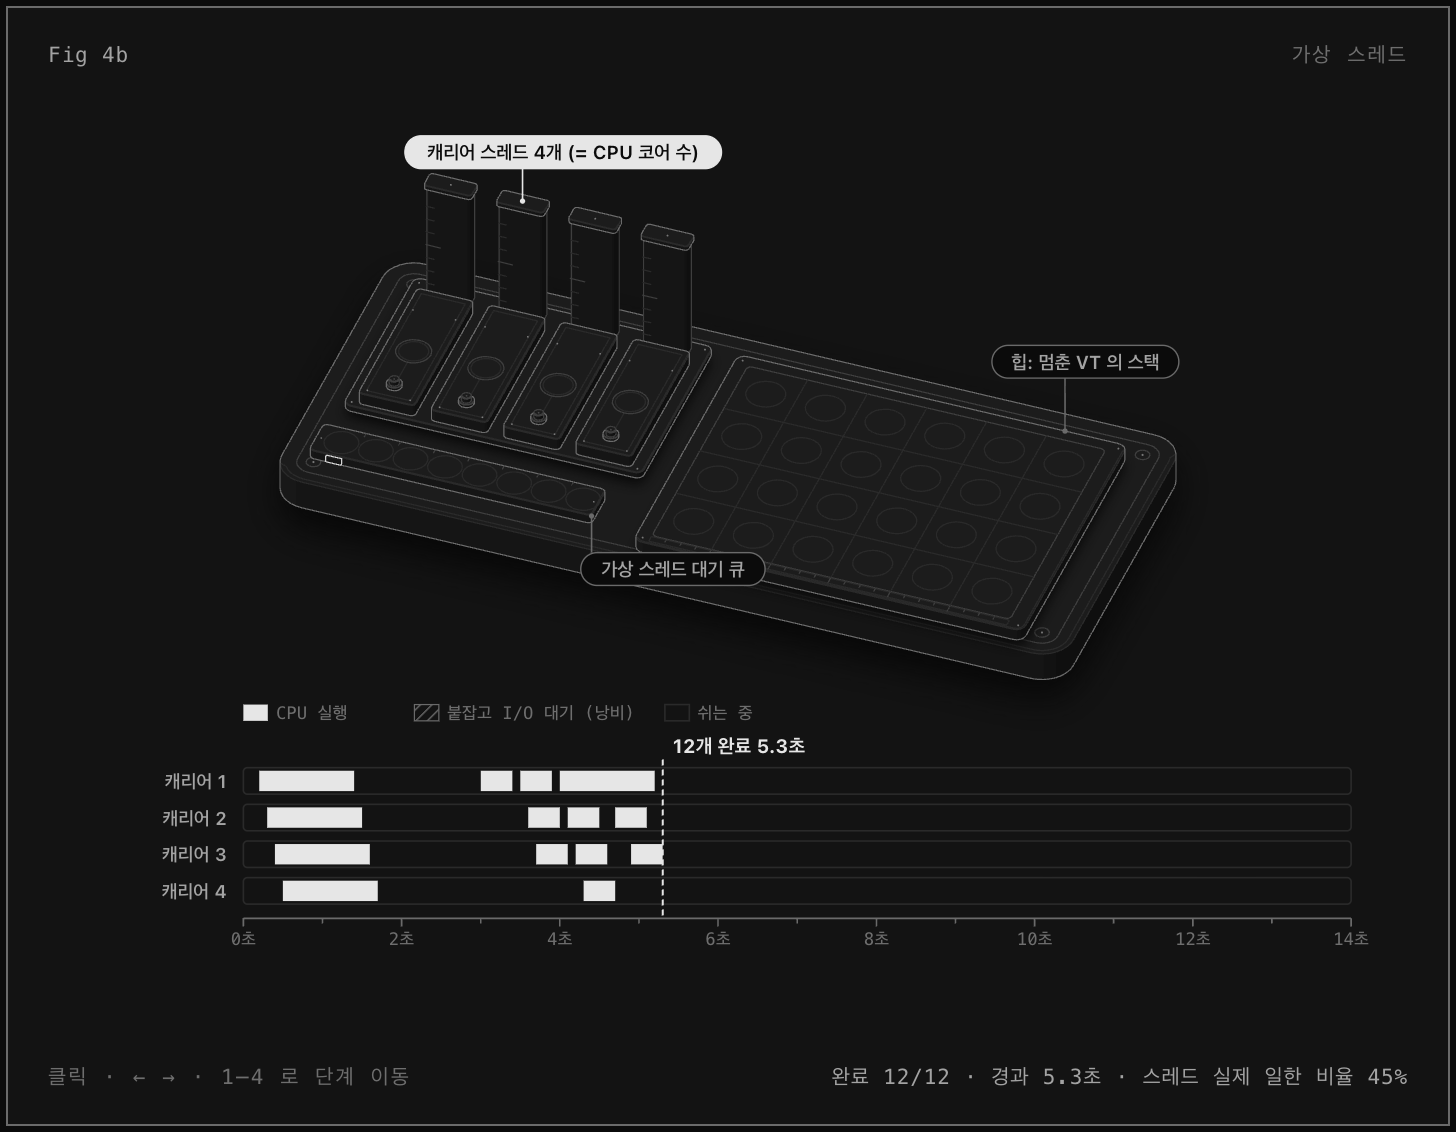 Fig 4b
가상 스레드
캐리어 스레드 4개 (= CPU 코어 수)
힙: 멈춘 VT 의 스택
가상 스레드 대기 큐
CPU 실행
붙잡고 I/O 대기 (낭비)
쉬는 중
12개 완료 5.3초
캐리어 1
캐리어 2
캐리어 3
캐리어 4
0초 2초 4초 6초 8초 10초 12초 14초
클릭 · ← → · 1–4 로 단계 이동
완료 12/12 · 경과 5.3초 · 스레드 실제 일한 비율 45%